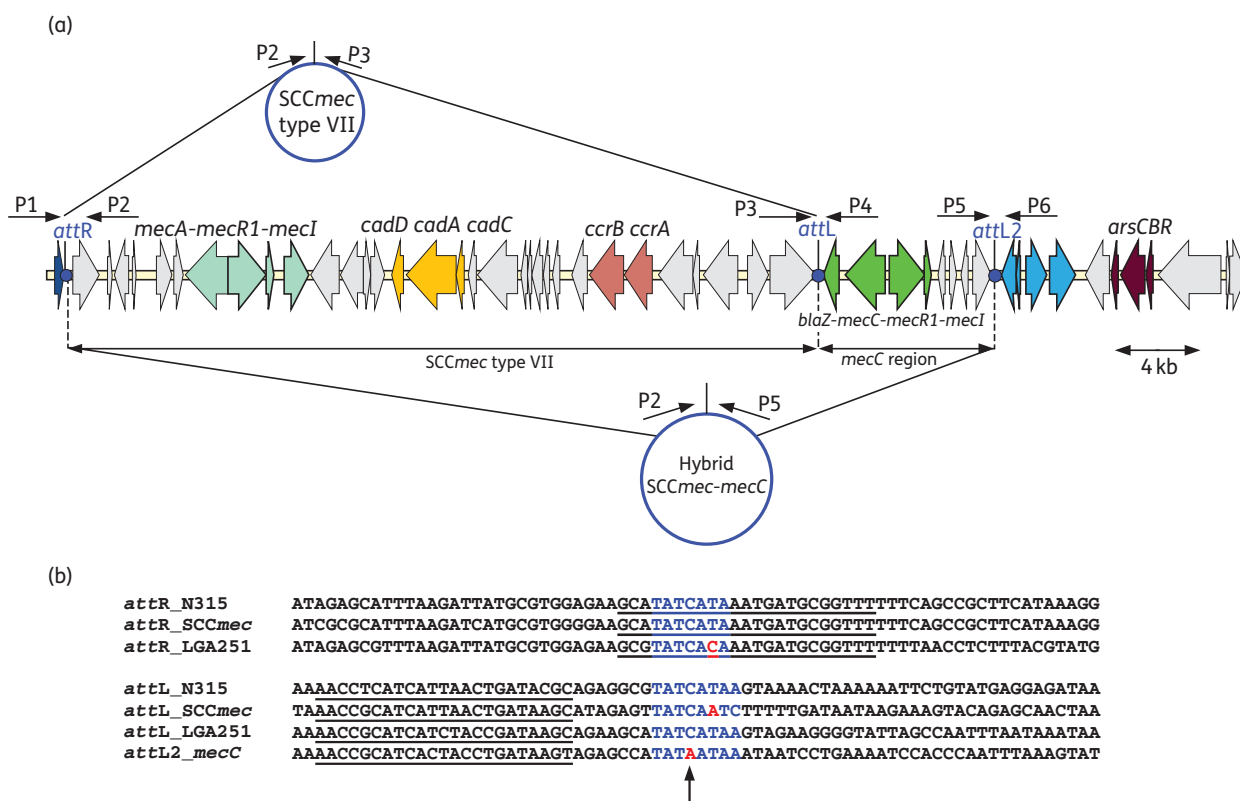 (a)
P2 P3
SCCmec
type VII
P1 P2 P3 P4 P5 P6
attR mecA-mecR1-mecI cadD cadA cadC ccrB ccrA attL attL2 arsCBR
blaZ-mecC-mecR1-mecI
SCCmec type VII mecC region 4 kb
P2 P5
Hybrid
SCCmec-mecC
(b)
attR_N315 ATAGAGCATTTAAGATTATGCGTGGAGAAGCATATCATAAATGATGCGGTTTTTTCAGCCGCTTCATAAAGG
attR_SCCmec ATCGCGCATTTAAGATCATGCGTGGGGAAGCATATCATAAATGATGCGGTTTTTTCAGCCGCTTCATAAAGG
attR_LGA251 ATAGAGCGTTTAAGATTATGCGTGGAGAAGCGTATCACAAATGATGCGGTTTTTTTAACCTCTTTACGTATG
attL_N315 AAAACCTCATCATTAACTGATACGCAGAGGCGTATCATAAGTAAAACTAAAAAATTCTGTATGAGGAGATAA
attL_SCCmec TAAACCGCATCATTAACTGATAAGCATAGAGTTATCAATCTTTTTGATAATAAGAAAGTACAGAGCAACTAA
attL_LGA251 AAAACCGCATCATCTACCGATAAGCAGAAGCATATCATAAGTAGAAGGGGTATTAGCCAATTTAATAAATAA
attL2_mecC AAAACCGCATCACTACCTGATAAGTAGAGCCATATAATAAATAATCCTGAAAATCCACCCAATTTAAAGTAT